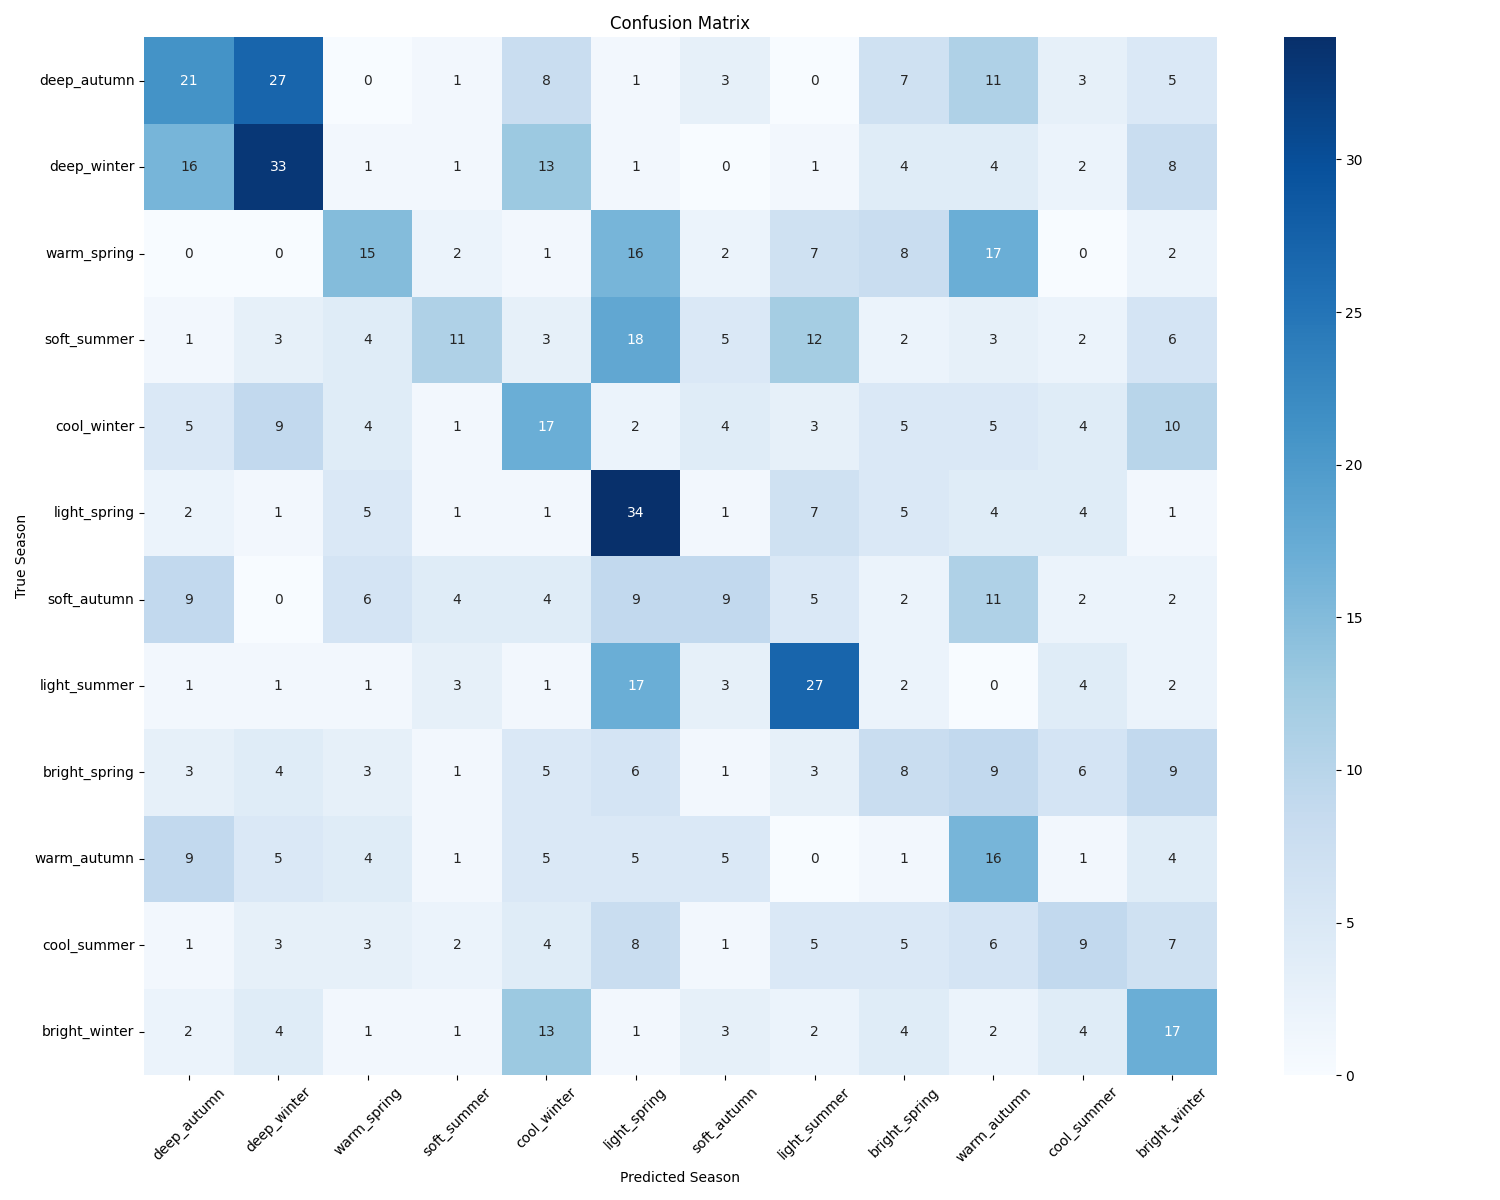 Confusion Matrix
deep_autumn 21 27 0 1 8 1 3 0 7 11 3 5
deep_winter 16 33 1 1 13 1 0 1 4 4 2 8
warm_spring 0 0 15 2 1 16 2 7 8 17 0 2
soft_summer 1 3 4 11 3 18 5 12 2 3 2 6
cool_winter 5 9 4 1 17 2 4 3 5 5 4 10
light_spring 2 1 5 1 1 34 1 7 5 4 4 1
soft_autumn 9 0 6 4 4 9 9 5 2 11 2 2
light_summer 1 1 1 3 1 17 3 27 2 0 4 2
bright_spring 3 4 3 1 5 6 1 3 8 9 6 9
warm_autumn 9 5 4 1 5 5 5 0 1 16 1 4
cool_summer 1 3 3 2 4 8 1 5 5 6 9 7
bright_winter 2 4 1 1 13 1 3 2 4 2 4 17
deep_autumn deep_winter warm_spring soft_summer cool_winter light_spring soft_autumn light_summer bright_spring warm_autumn cool_summer bright_winter
Predicted Season
True Season
30
25
20
15
10
5
0